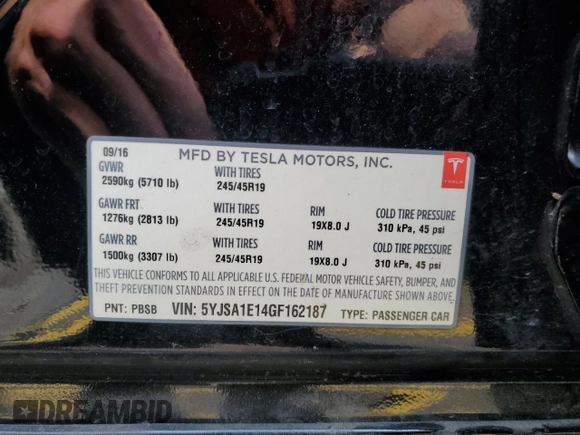 09/16 MFD BY TESLA MOTORS, INC.
GVWR WITH TIRES
2590kg (5710 lb) 245/45R19
TESLA
GAWR FRT WITH TIRES RIM COLD TIRE PRESSURE
1276kg (2813 lb) 245/45R19 19X8.0 J 310 kPa, 45 psi
GAWR RR WITH TIRES RIM COLD TIRE PRESSURE
1500kg (3307 lb) 245/45R19 19X8.0 J 310 kPa, 45 psi
THIS VEHICLE CONFORMS TO ALL APPLICABLE U.S. FEDERAL MOTOR VEHICLE SAFETY, BUMPER, AND
THEFT PREVENTION STANDARDS IN EFFECT ON THE DATE OF MANUFACTURE SHOWN ABOVE.
PNT: PBSB VIN: 5YJSA1E14GF162187 TYPE: PASSENGER CAR
DREAMBID